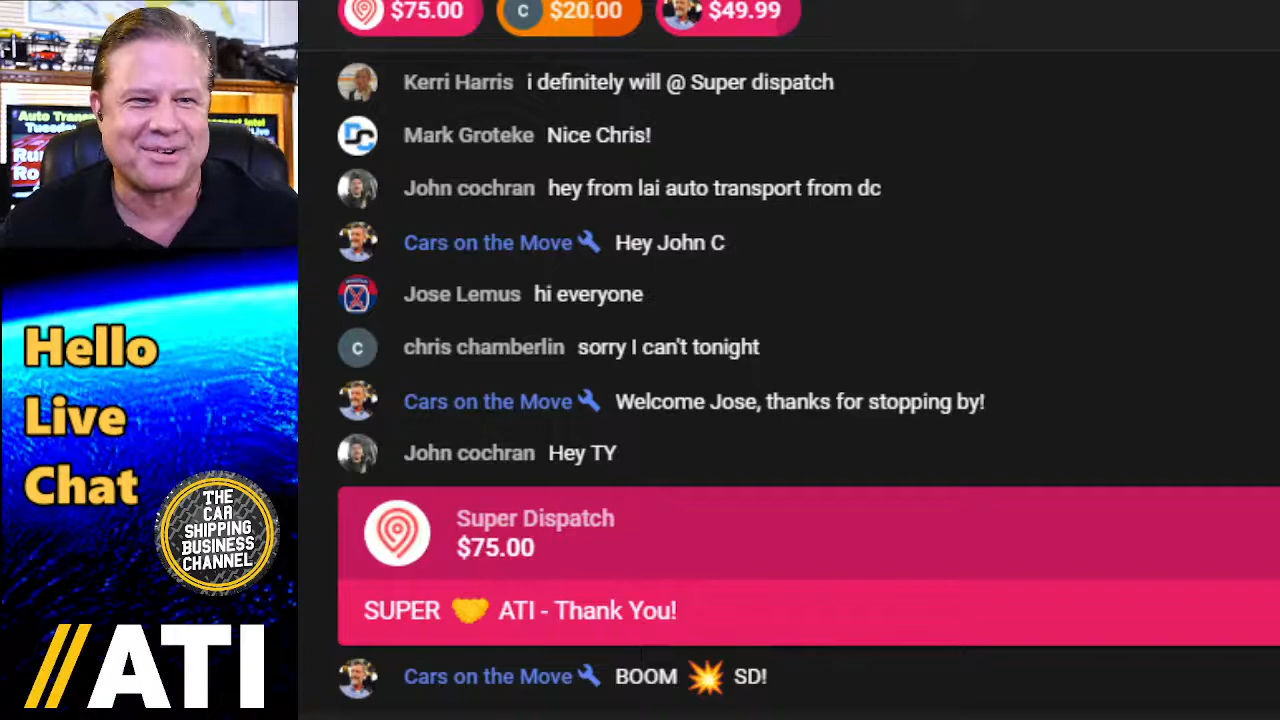 $75.00
C $20.00
$49.99
Kerri Harris i definitely will @ Super dispatch
Mark Groteke Nice Chris!
John cochran hey from lai auto transport from dc
Cars on the Move Hey John C
Jose Lemus hi everyone
C chris chamberlin sorry I can't tonight
Cars on the Move Welcome Jose, thanks for stopping by!
John cochran Hey TY
Super Dispatch
$75.00
SUPER 🤝 ATI - Thank You!
Cars on the Move BOOM 💥 SD!
Auto
Tuesday
Live
Hello
Live
Chat
THE
CAR
SHIPPING
BUSINESS
CHANNEL
//ATI